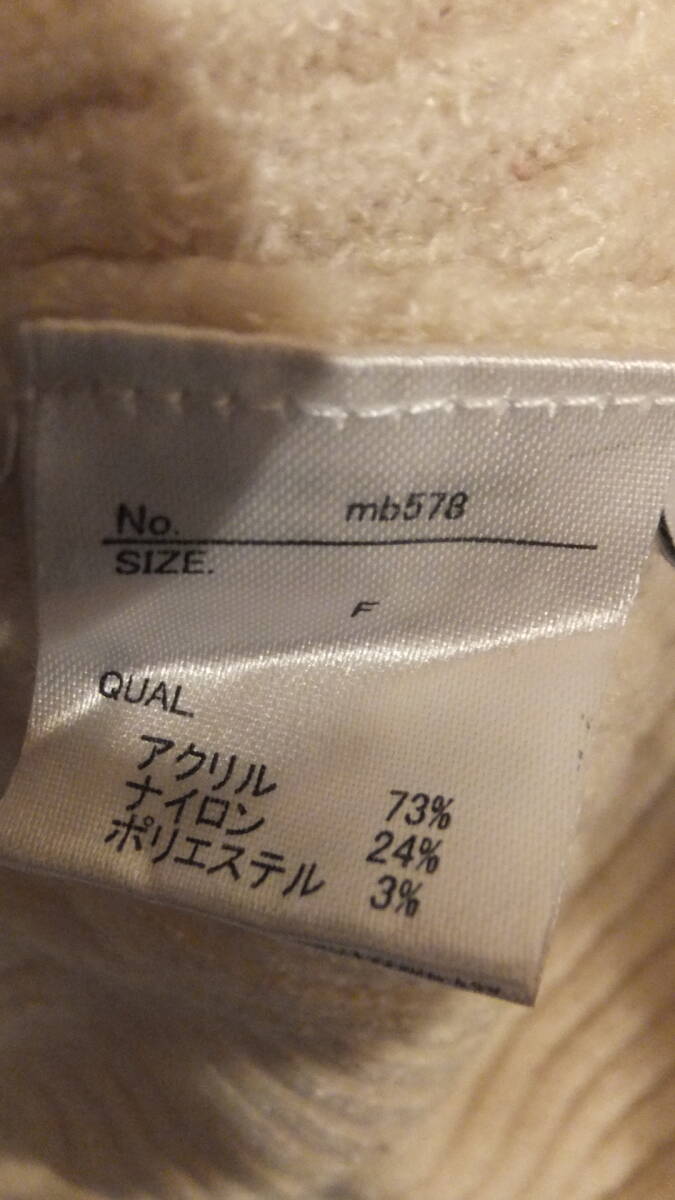 No. mb578
SIZE.
F
QUAL.
アクリル 73%
ナイロン 24%
ポリエステル 3%